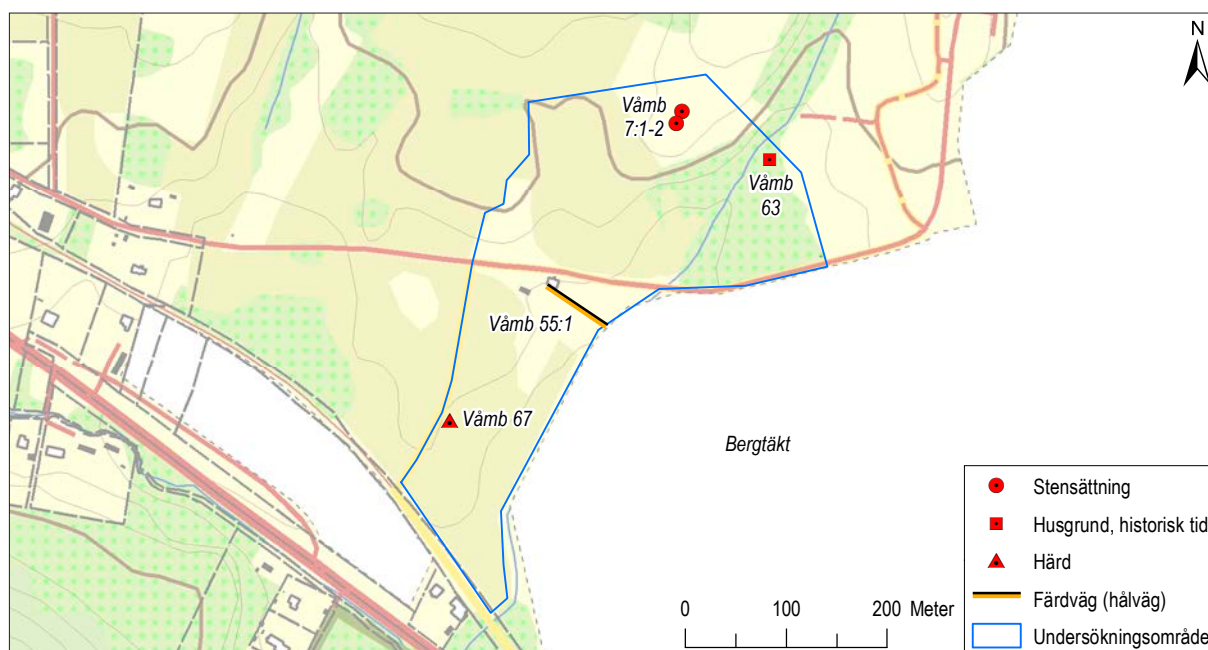 N
Våmb
7:1-2
Våmb
63
Våmb 55:1
Våmb 67
Bergtäkt
Stensättning
Husgrund, historisk tid
Härd
Färdväg (hålväg)
Undersökningsområde
0 100 200 Meter